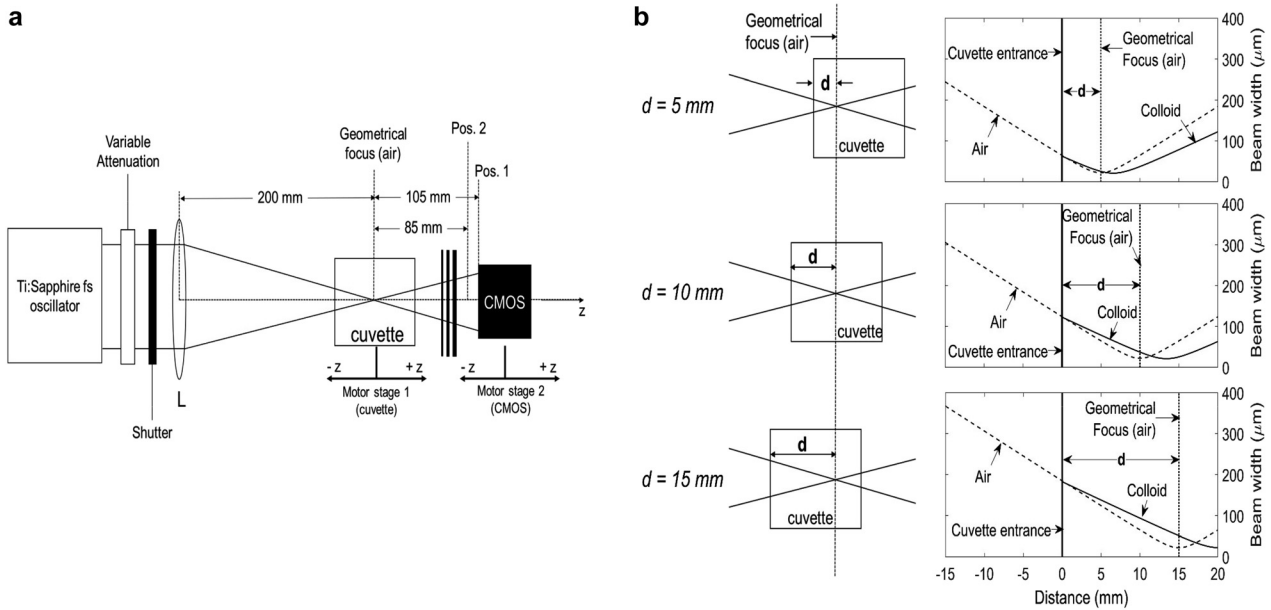 a
Variable
Attenuation
Geometrical
focus (air)
Pos. 2
Pos. 1
200 mm
105 mm
85 mm
Ti:Sapphire fs
oscillator
CMOS
z
cuvette
- z
+ z
- z
+ z
Motor stage 1
(cuvette)
Motor stage 2
(CMOS)
L
Shutter
b
Geometrical
focus (air)
d
d = 5 mm
cuvette
d
d = 10 mm
cuvette
d
d = 15 mm
cuvette
Cuvette entrance
Geometrical
Focus (air)
d
Colloid
Air
400
300
200
100
0
Beam width (μm)
Geometrical
Focus (air)
d
Colloid
Air
Cuvette entrance
400
300
200
100
0
Beam width (μm)
Geometrical
Focus (air)
d
Air
Colloid
Cuvette entrance
400
300
200
100
0
Beam width (μm)
-15
-10
-5
0
5
10
15
20
Distance (mm)